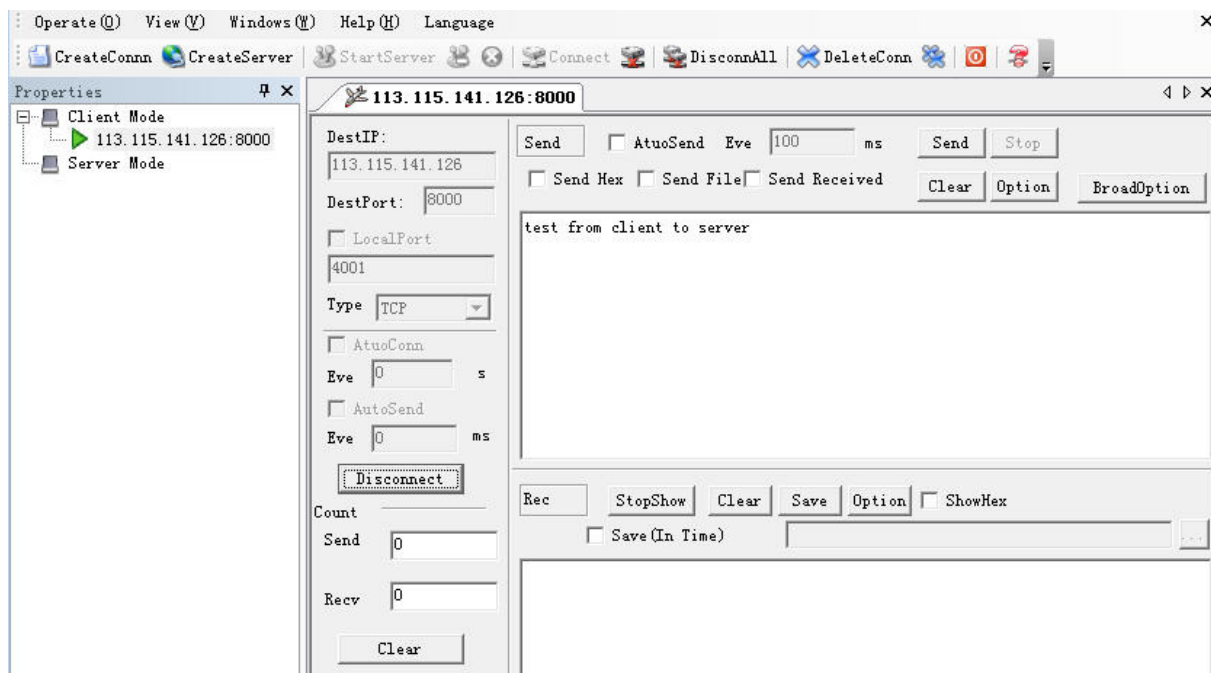 Operate(O) View(V) Windows(W) Help(H) Language
CreateConnn CreateServer StartServer Connect DisconnAll DeleteConn
Properties
Client Mode
113.115.141.126:8000
Server Mode
113.115.141.126:8000
DestIP:
113.115.141.126
DestPort: 8000
LocalPort
4001
Type TCP
AtuoConn
Eve 0 s
AutoSend
Eve 0 ms
Disconnect
Count
Send 0
Recv 0
Clear
Send AtuoSend Eve 100 ms Send Stop
Send Hex Send File Send Received Clear Option BroadOption
test from client to server
Rec StopShow Clear Save Option ShowHex
Save(In Time) ...